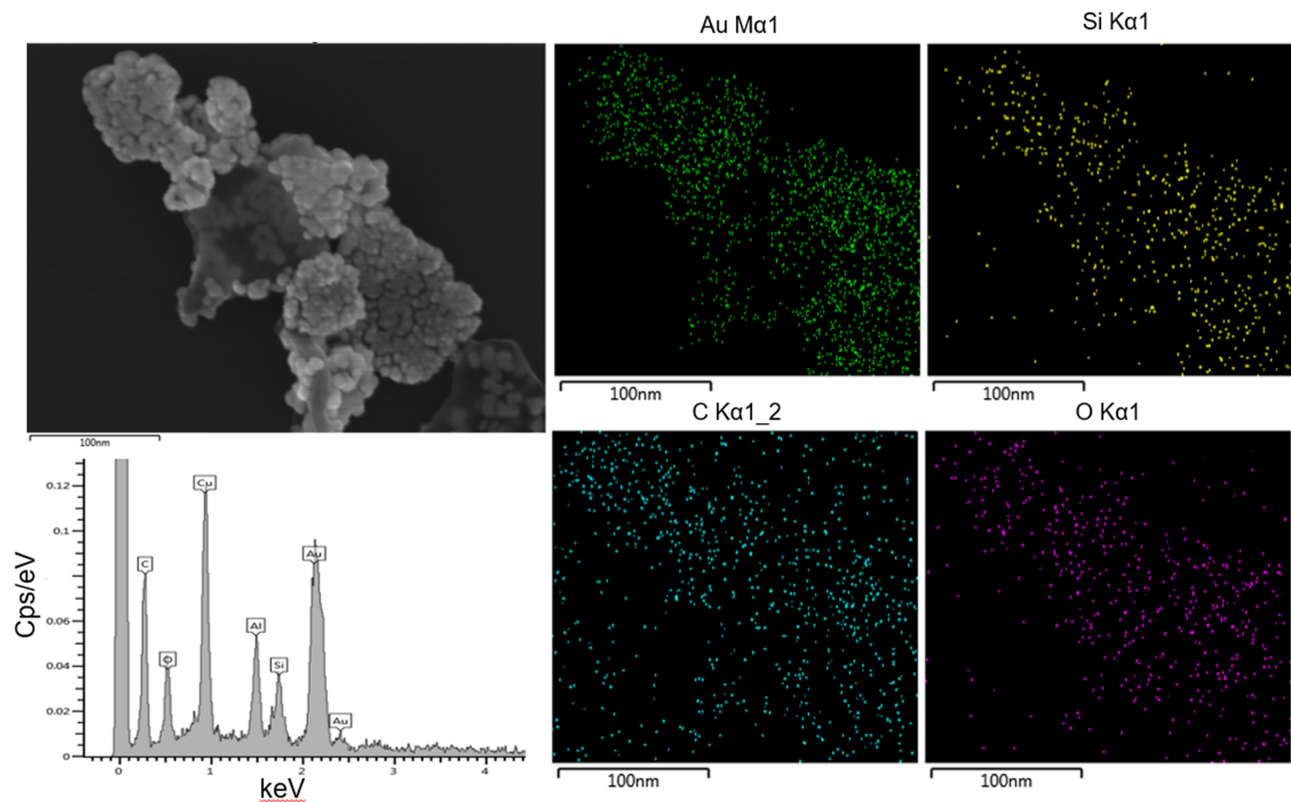 Au Mα1
Si Kα1
100nm
100nm
100nm
C Kα1_2
O Kα1
Cps/eV
0.12
0.1
0.06
0.04
0.02
0
Cu
C
O
Al
Si
Au
Au
0
1
2
3
4
keV
100nm
100nm